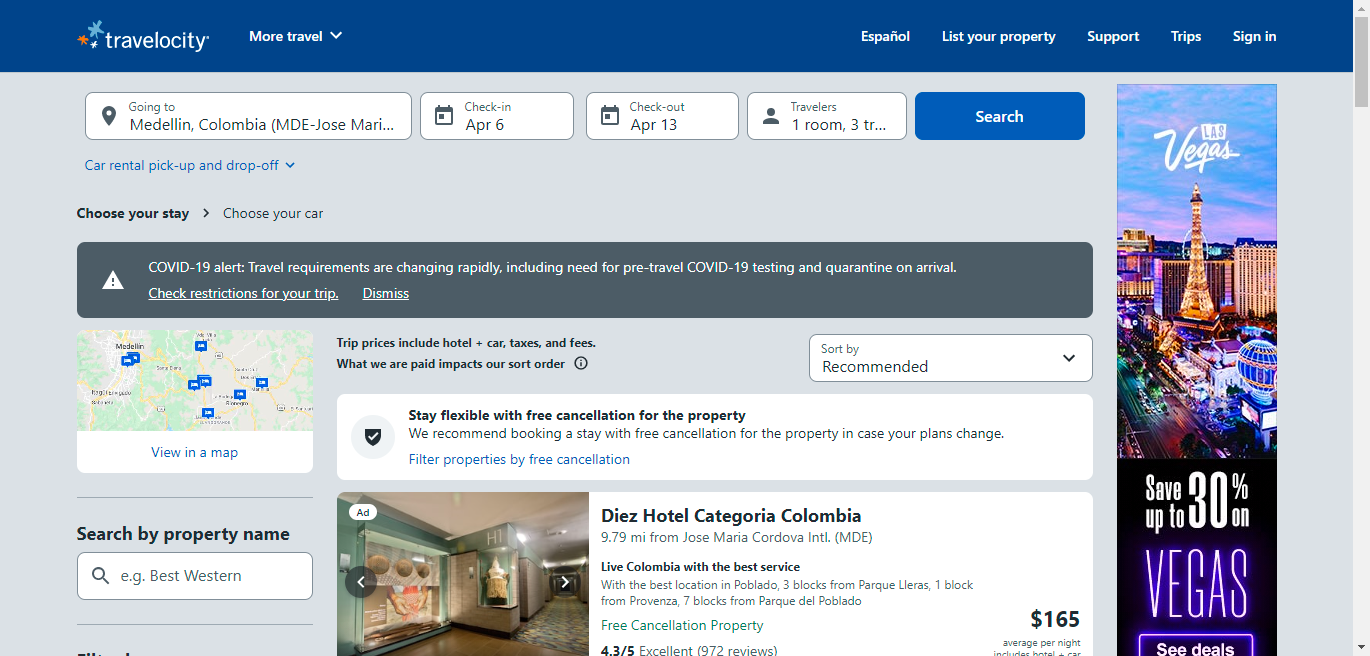 travelocity
More travel
Español
List your property
Support
Trips
Sign in
Going to
Medellin, Colombia (MDE-Jose Mari...
Check-in
Apr 6
Check-out
Apr 13
Travelers
1 room, 3 tr...
Search
Car rental pick-up and drop-off
Choose your stay
Choose your car
COVID-19 alert: Travel requirements are changing rapidly, including need for pre-travel COVID-19 testing and quarantine on arrival.
Check restrictions for your trip.
Dismiss
Medellin
View in a map
Trip prices include hotel + car, taxes, and fees.
What we are paid impacts our sort order
Sort by
Recommended
Stay flexible with free cancellation for the property
We recommend booking a stay with free cancellation for the property in case your plans change.
Filter properties by free cancellation
Search by property name
e.g. Best Western
Ad
H1
Diez Hotel Categoria Colombia
9.79 mi from Jose Maria Cordova Intl. (MDE)
Live Colombia with the best service
With the best location in Poblado, 3 blocks from Parque Lleras, 1 block
from Provenza, 7 blocks from Parque del Poblado
Free Cancellation Property
4.3/5 Excellent (972 reviews)
$165
average per night
includes hotel + car
LAS
Vegas
Save up to 30% on
VEGAS
See deals